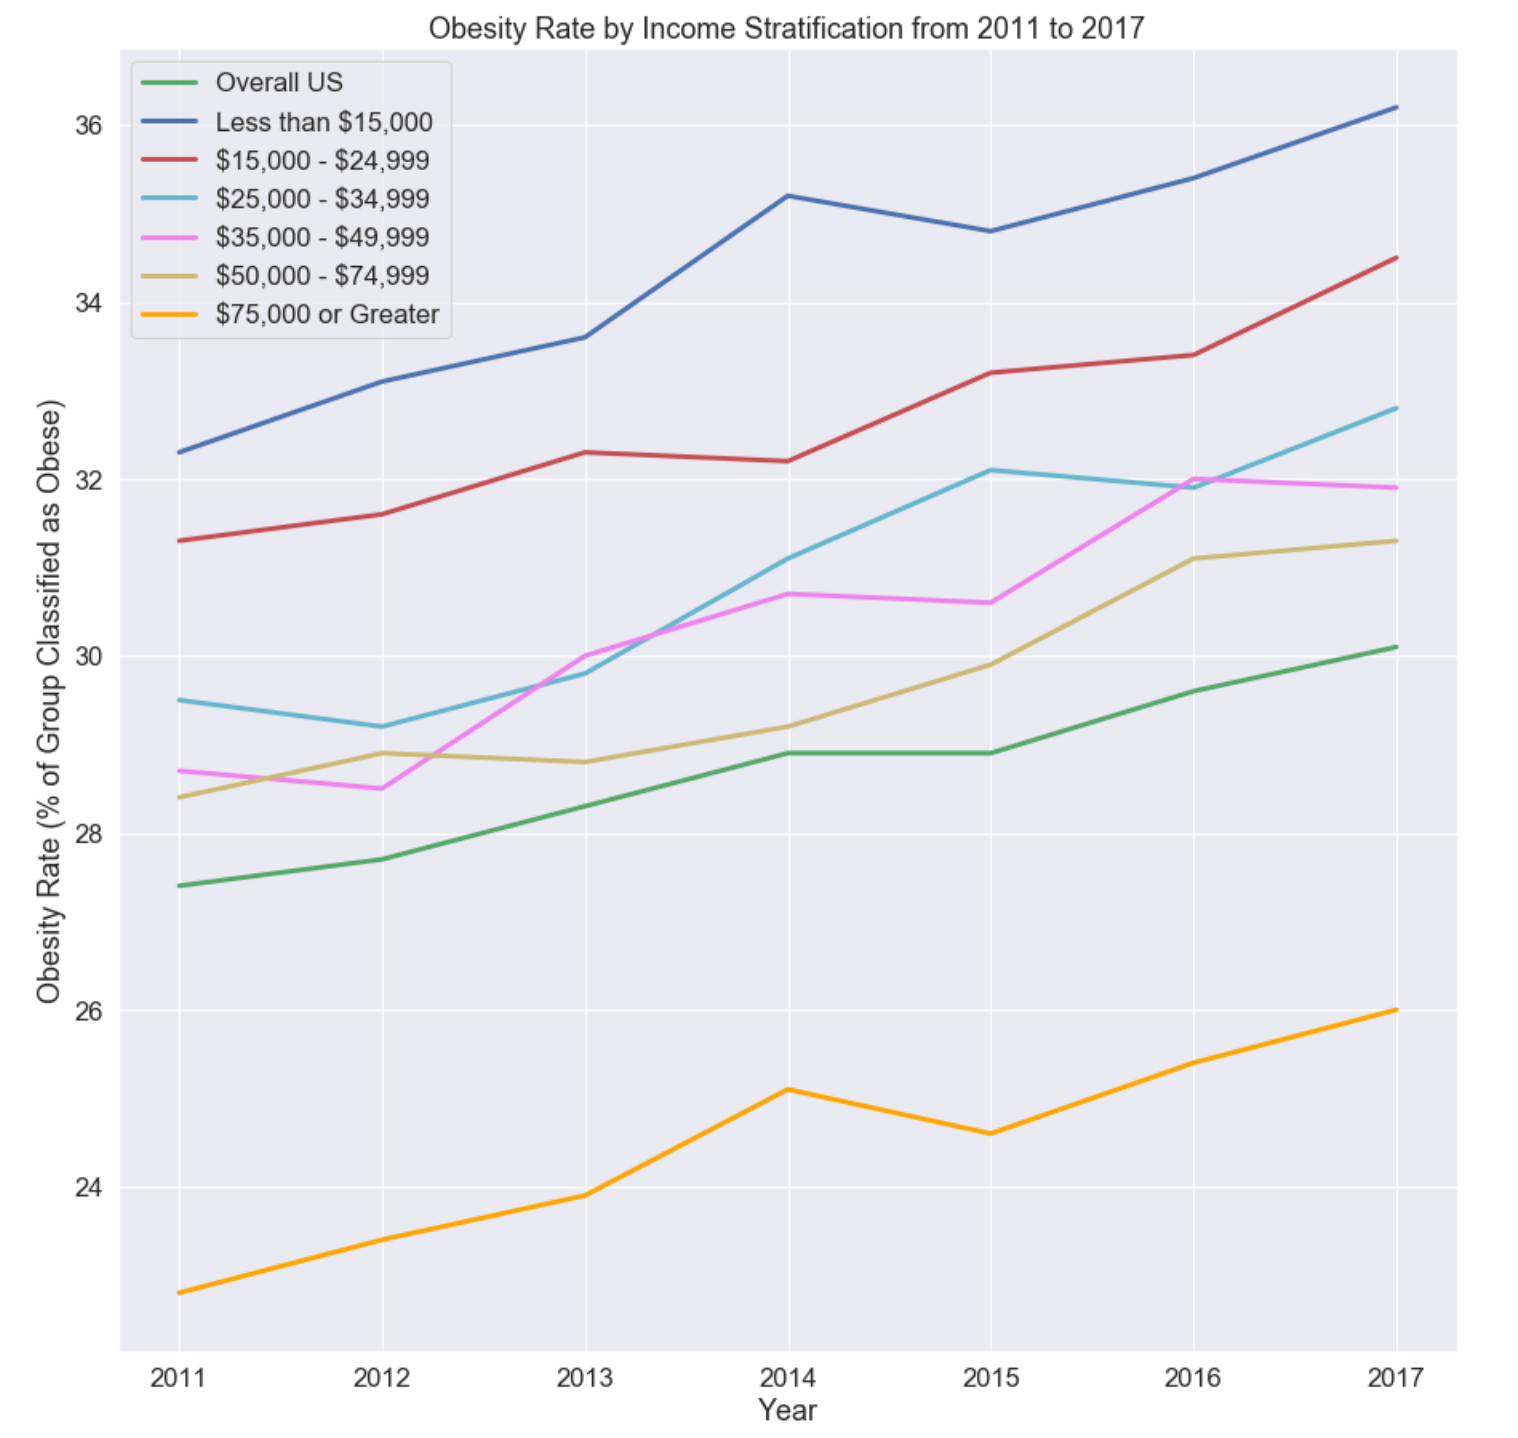 Obesity Rate by Income Stratification from 2011 to 2017
Overall US
Less than $15,000
$15,000 - $24,999
$25,000 - $34,999
$35,000 - $49,999
$50,000 - $74,999
$75,000 or Greater
Obesity Rate (% of Group Classified as Obese)
36
34
32
30
28
26
24
2011 2012 2013 2014 2015 2016 2017
Year